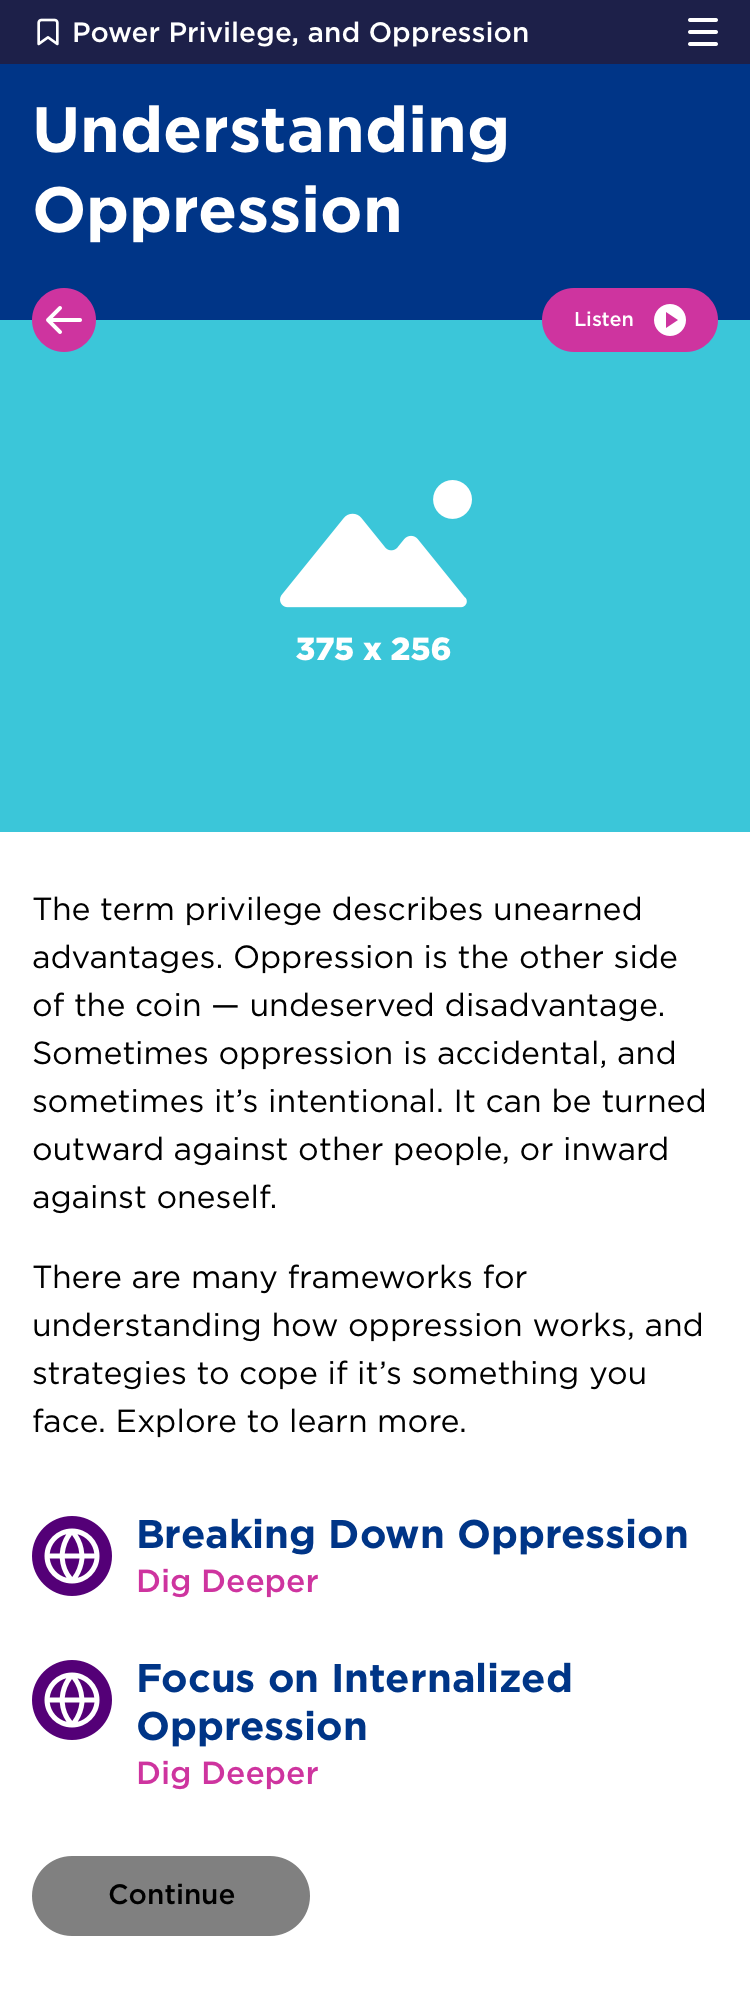 Power Privilege, and Oppression
Understanding
Oppression
Listen
375 x 256
The term privilege describes unearned
advantages. Oppression is the other side
of the coin — undeserved disadvantage.
Sometimes oppression is accidental, and
sometimes it’s intentional. It can be turned
outward against other people, or inward
against oneself.
There are many frameworks for
understanding how oppression works, and
strategies to cope if it’s something you
face. Explore to learn more.
Breaking Down Oppression
Dig Deeper
Focus on Internalized
Oppression
Dig Deeper
Continue